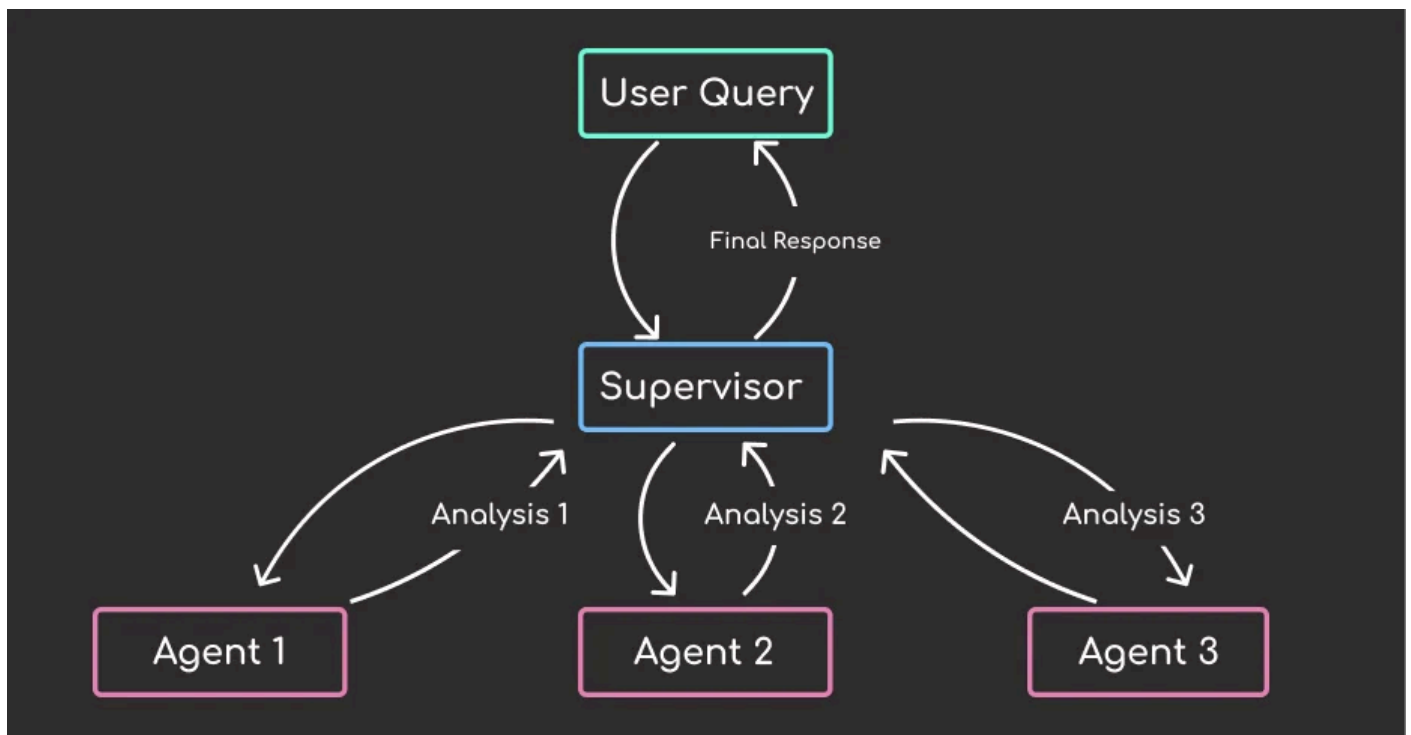 User Query
Final Response
Supervisor
Analysis 1
Analysis 2
Analysis 3
Agent 1
Agent 2
Agent 3